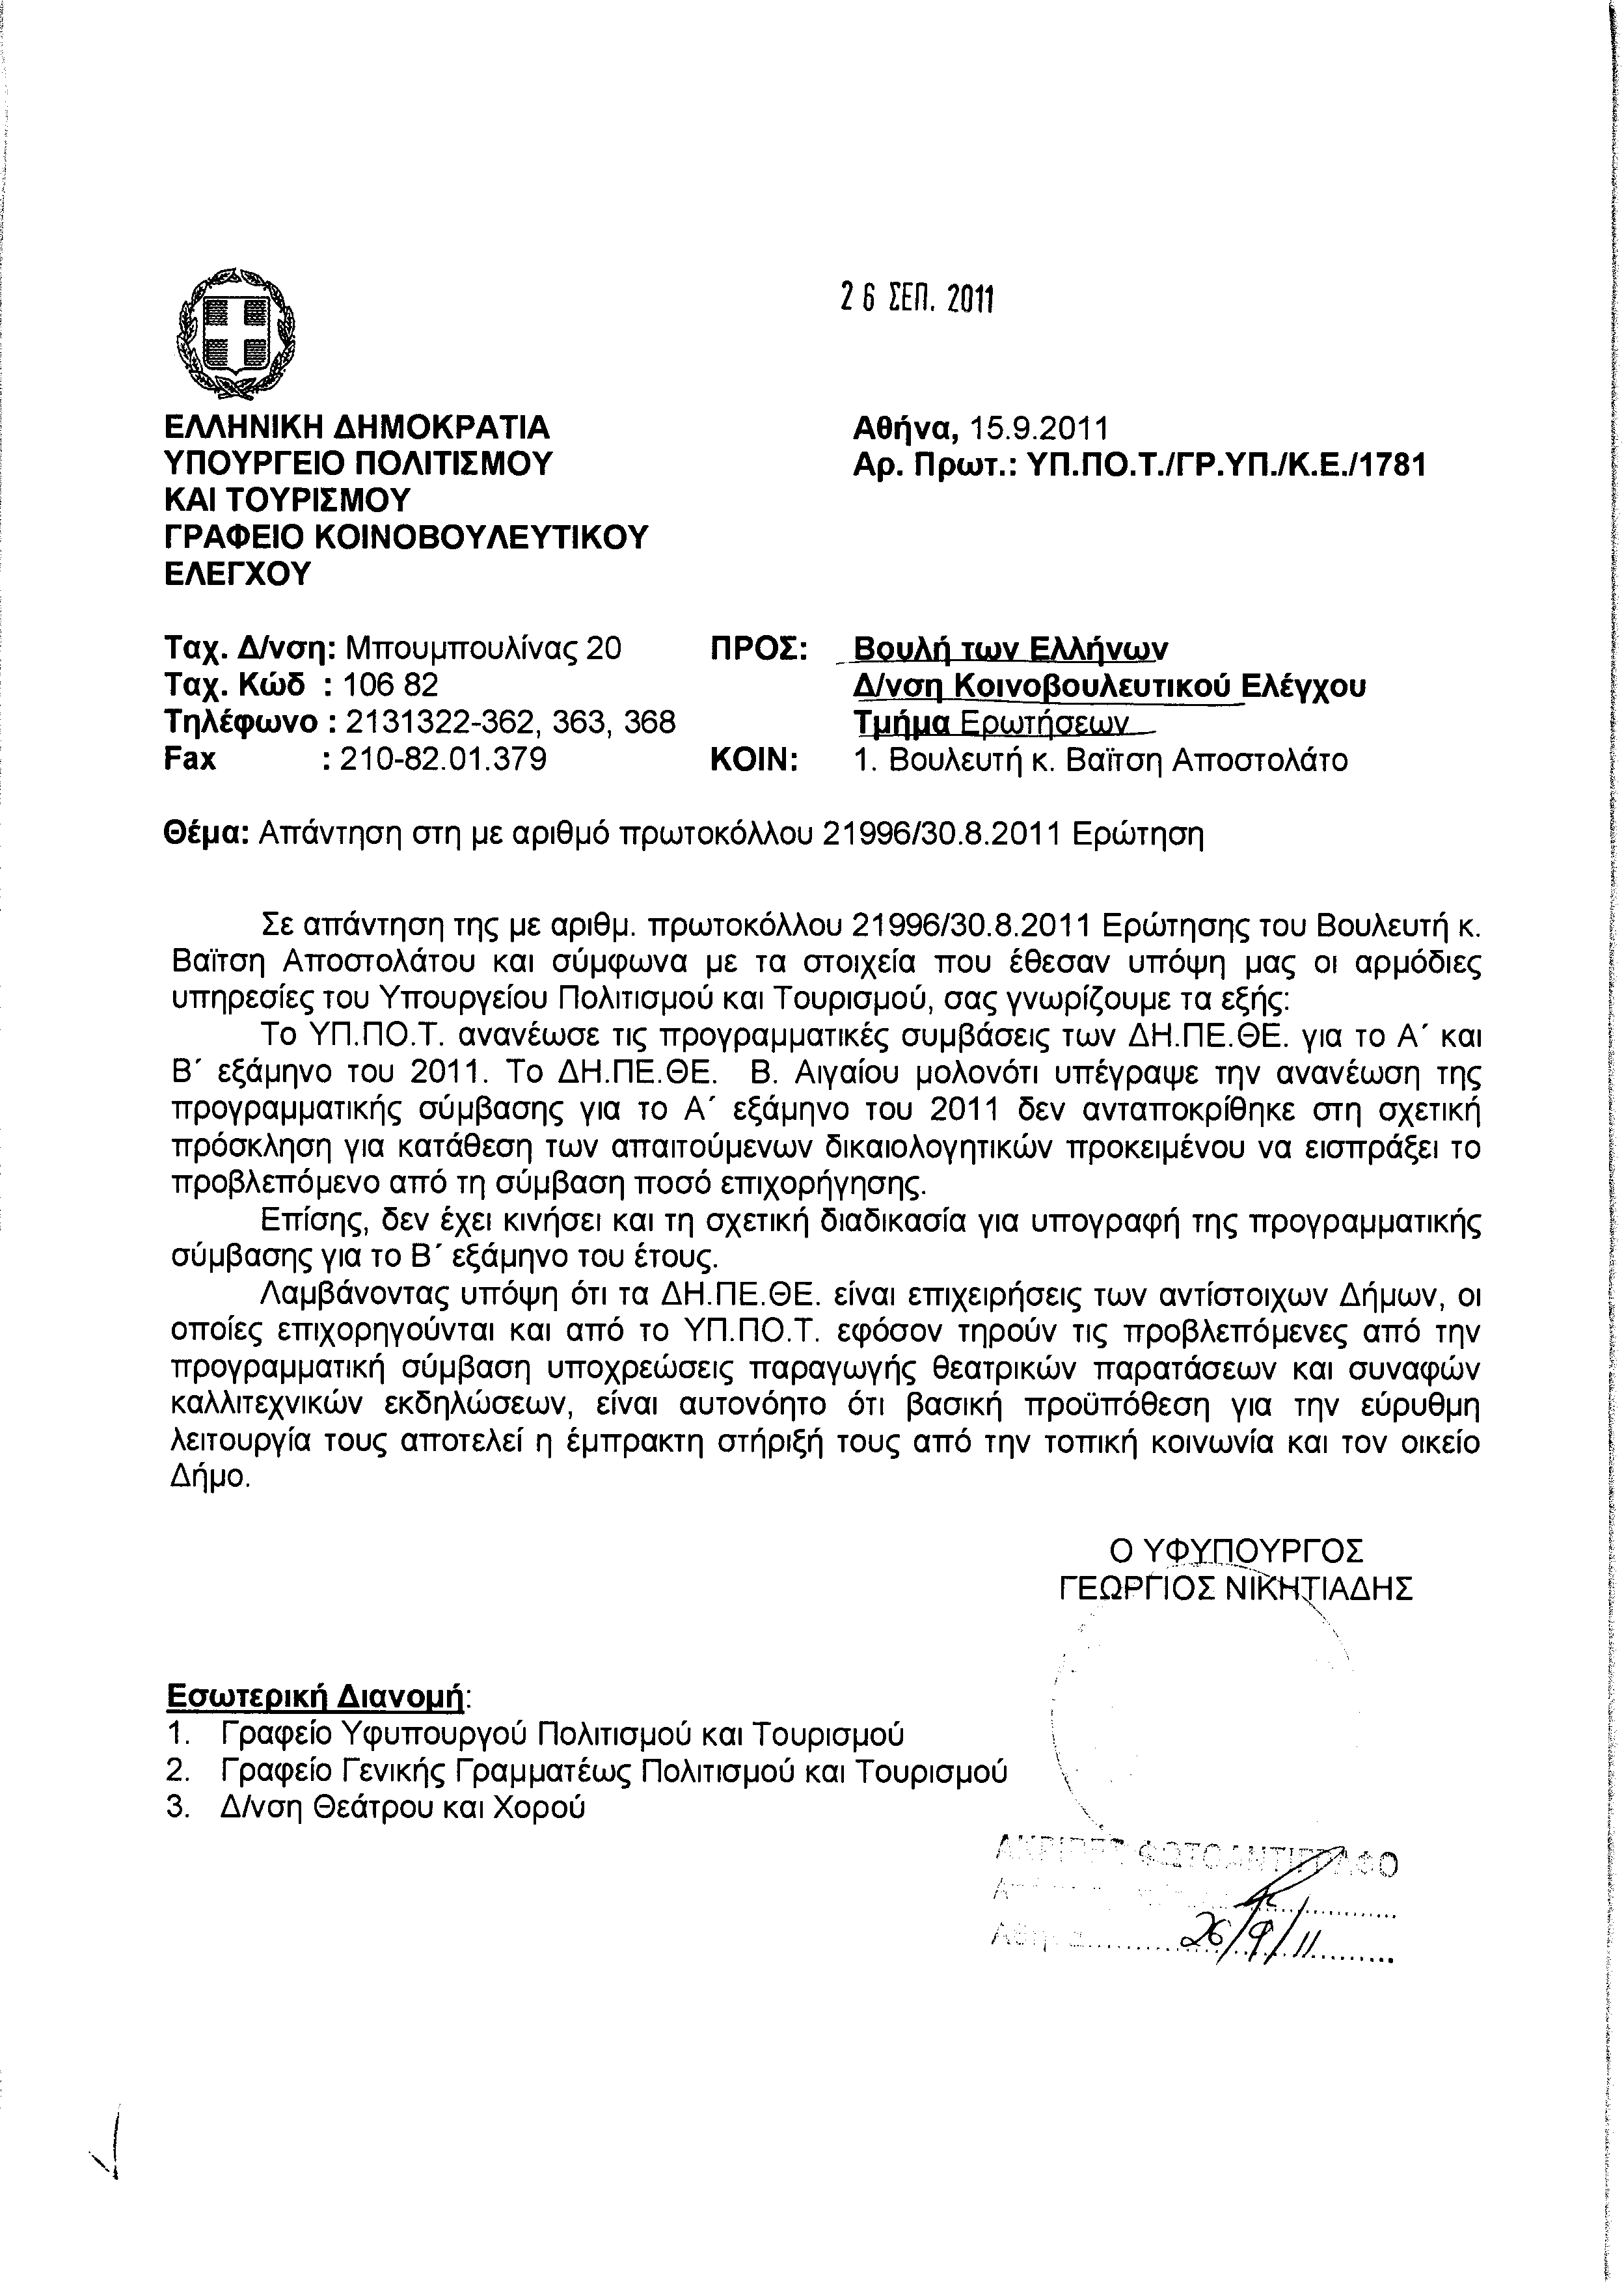 26 ΣΕΠ. 2011
ΕΛΛΗΝΙΚΗ ΔΗΜΟΚΡΑΤΙΑ
ΥΠΟΥΡΓΕΙΟ ΠΟΛΙΤΙΣΜΟΥ
ΚΑΙ ΤΟΥΡΙΣΜΟΥ
ΓΡΑΦΕΙΟ ΚΟΙΝΟΒΟΥΛΕΥΤΙΚΟΥ
ΕΛΕΓΧΟΥ
Αθήνα, 15.9.2011
Αρ. Πρωτ.: ΥΠ.ΠΟ.Τ./ΓΡ.ΥΠ./Κ.Ε./1781
Ταχ. Δ/νση: Μπουμπουλίνας 20
Ταχ. Κώδ : 106 82
Τηλέφωνο : 2131322-362, 363, 368
Fax : 210-82.01.379
ΠΡΟΣ: Βουλή των Ελλήνων
Δ/νση Κοινοβουλευτικού Ελέγχου
Τμήμα Ερωτήσεων
ΚΟΙΝ: 1. Βουλευτή κ. Βαϊτση Αποστολάτο
Θέμα: Απάντηση στη με αριθμό πρωτοκόλλου 21996/30.8.2011 Ερώτηση
Σε απάντηση της με αριθμ. πρωτοκόλλου 21996/30.8.2011 Ερώτησης του Βουλευτή κ.
Βαϊτση Αποστολάτου και σύμφωνα με τα στοιχεία που έθεσαν υπόψη μας οι αρμόδιες
υπηρεσίες του Υπουργείου Πολιτισμού και Τουρισμού, σας γνωρίζουμε τα εξής:
Το ΥΠ.ΠΟ.Τ. ανανέωσε τις προγραμματικές συμβάσεις των ΔΗ.ΠΕ.ΘΕ. για το Α΄ και
Β΄ εξάμηνο του 2011. Το ΔΗ.ΠΕ.ΘΕ. Β. Αιγαίου μολονότι υπέγραψε την ανανέωση της
προγραμματικής σύμβασης για το Α΄ εξάμηνο του 2011 δεν ανταποκρίθηκε στη σχετική
πρόσκληση για κατάθεση των απαιτούμενων δικαιολογητικών προκειμένου να εισπράξει το
προβλεπόμενο από τη σύμβαση ποσό επιχορήγησης.
Επίσης, δεν έχει κινήσει και τη σχετική διαδικασία για υπογραφή της προγραμματικής
σύμβασης για το Β΄ εξάμηνο του έτους.
Λαμβάνοντας υπόψη ότι τα ΔΗ.ΠΕ.ΘΕ. είναι επιχειρήσεις των αντίστοιχων Δήμων, οι
οποίες επιχορηγούνται και από το ΥΠ.ΠΟ.Τ. εφόσον τηρούν τις προβλεπόμενες από την
προγραμματική σύμβαση υποχρεώσεις παραγωγής θεατρικών παρατάσεων και συναφών
καλλιτεχνικών εκδηλώσεων, είναι αυτονόητο ότι βασική προϋπόθεση για την εύρυθμη
λειτουργία τους αποτελεί η έμπρακτη στήριξή τους από την τοπική κοινωνία και τον οικείο
Δήμο.
Ο ΥΦΥΠΟΥΡΓΟΣ
ΓΕΩΡΓΙΟΣ ΝΙΚΗΤΙΑΔΗΣ
Εσωτερική Διανομή:
1. Γραφείο Υφυπουργού Πολιτισμού και Τουρισμού
2. Γραφείο Γενικής Γραμματέως Πολιτισμού και Τουρισμού
3. Δ/νση Θεάτρου και Χορού
ΑΚΡΙΒΕΣ ΦΩΤΟΑΝΤΙΓΡΑΦΟ
26/9/11